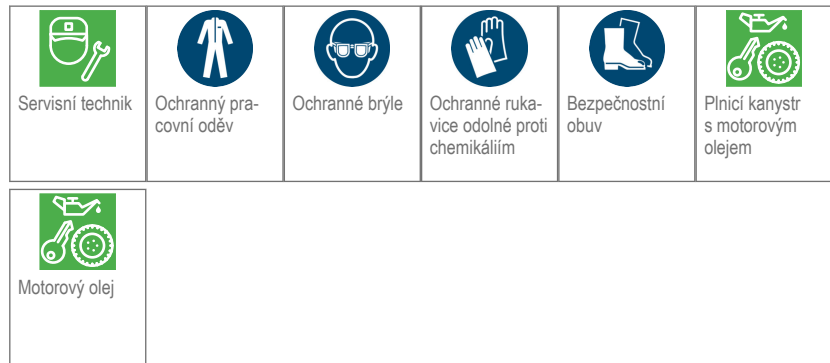 Servisní technik
Ochranný pra-
covní oděv
Ochranné brýle
Ochranné ruka-
vice odolné proti
chemikáliím
Bezpečnostní
obuv
Plnicí kanystr
s motorovým
olejem
Motorový olej